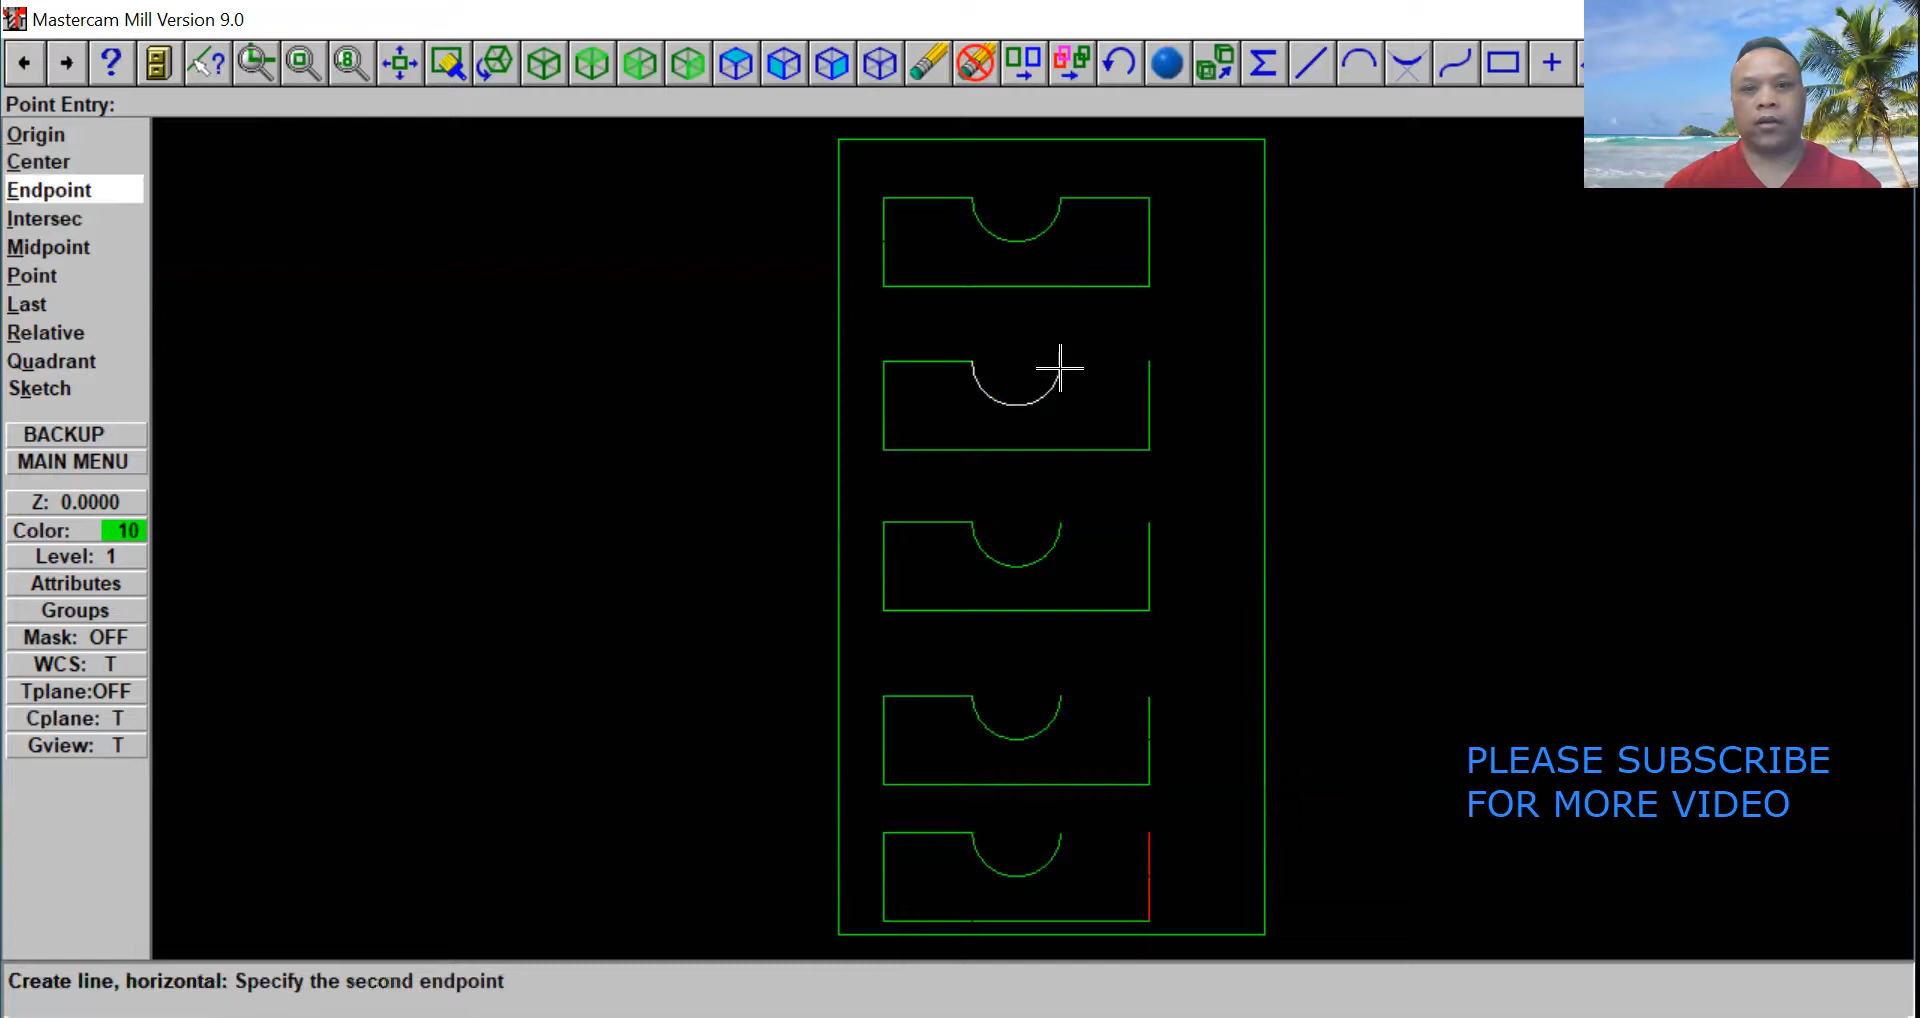 Mastercam Mill Version 9.0
Point Entry:
Origin
Center
Endpoint
Intersec
Midpoint
Point
Last
Relative
Quadrant
Sketch
BACKUP
MAIN MENU
Z: 0.0000
Color: 10
Level: 1
Attributes
Groups
Mask: OFF
WCS: T
Tplane:OFF
Cplane: T
Gview: T
PLEASE SUBSCRIBE
FOR MORE VIDEO
Create line, horizontal: Specify the second endpoint